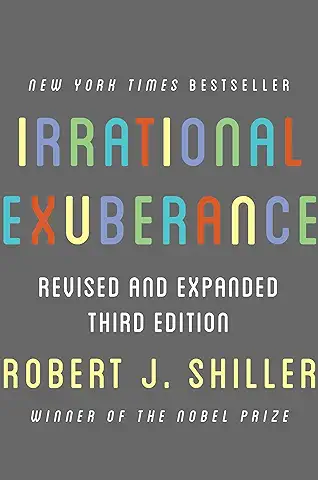 NEW YORK TIMES BESTSELLER
IRRATIONAL
EXUBERANCE
REVISED AND EXPANDED
THIRD EDITION
ROBERT J. SHILLER
WINNER OF THE NOBEL PRIZE